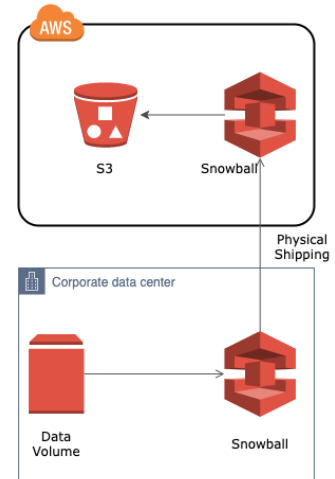 AWS
S3
Snowball
Physical
Shipping
Corporate data center
Data
Volume
Snowball